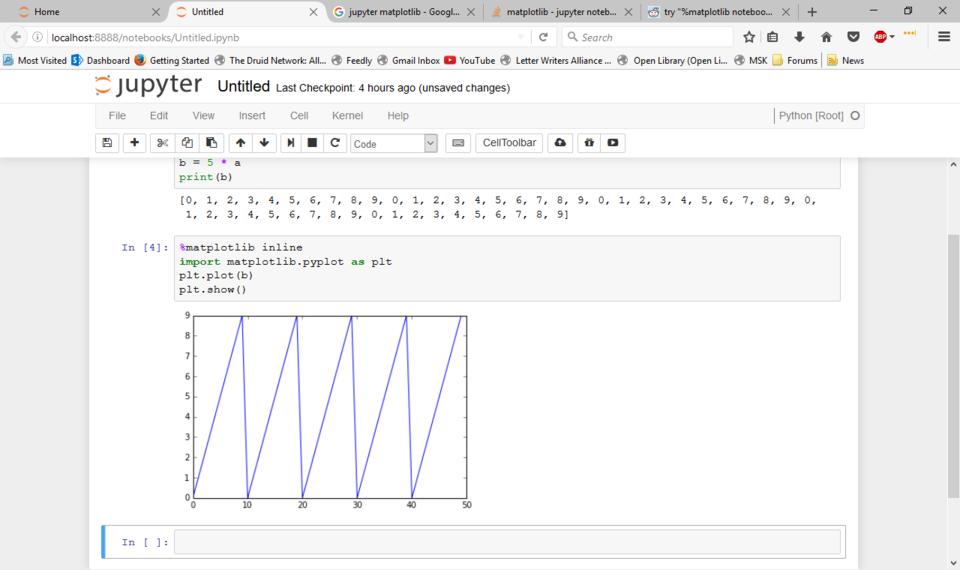 Home
Untitled
jupyter matplotlib - Googl...
matplotlib - jupyter noteb...
try "%matplotlib noteboo...
localhost:8888/notebooks/Untitled.ipynb
Search
ABP
Most Visited
Dashboard
Getting Started
The Druid Network: All...
Feedly
Gmail Inbox
YouTube
Letter Writers Alliance ...
Open Library (Open Li...
MSK
Forums
News
jupyter Untitled Last Checkpoint: 4 hours ago (unsaved changes)
File Edit View Insert Cell Kernel Help
Python [Root]
Code
CellToolbar
b = 5 * a
print(b)
[0, 1, 2, 3, 4, 5, 6, 7, 8, 9, 0, 1, 2, 3, 4, 5, 6, 7, 8, 9, 0, 1, 2, 3, 4, 5, 6, 7, 8, 9, 0,
1, 2, 3, 4, 5, 6, 7, 8, 9, 0, 1, 2, 3, 4, 5, 6, 7, 8, 9]
In [4]:
%matplotlib inline
import matplotlib.pyplot as plt
plt.plot(b)
plt.show()
9
8
7
6
5
4
3
2
1
0
0 10 20 30 40 50
In [ ]: